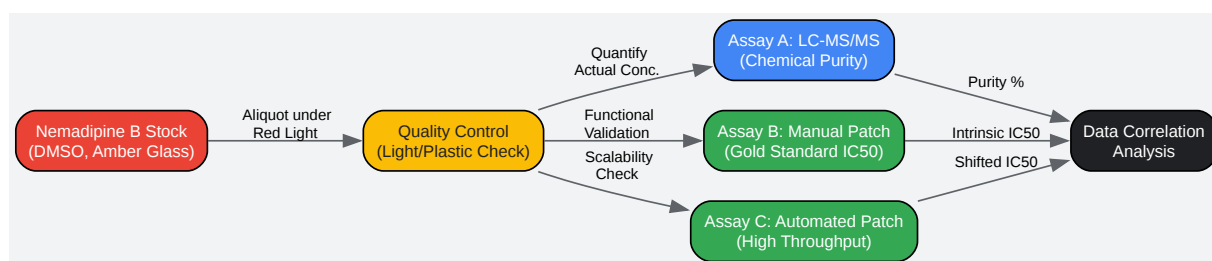 Nemadipine B Stock
(DMSO, Amber Glass)
Aliquot under
Red Light
Quality Control
(Light/Plastic Check)
Quantify
Actual Conc.
Functional
Validation
Scalability
Check
Assay A: LC-MS/MS
(Chemical Purity)
Assay B: Manual Patch
(Gold Standard IC50)
Assay C: Automated Patch
(High Throughput)
Purity %
Intrinsic IC50
Shifted IC50
Data Correlation
Analysis